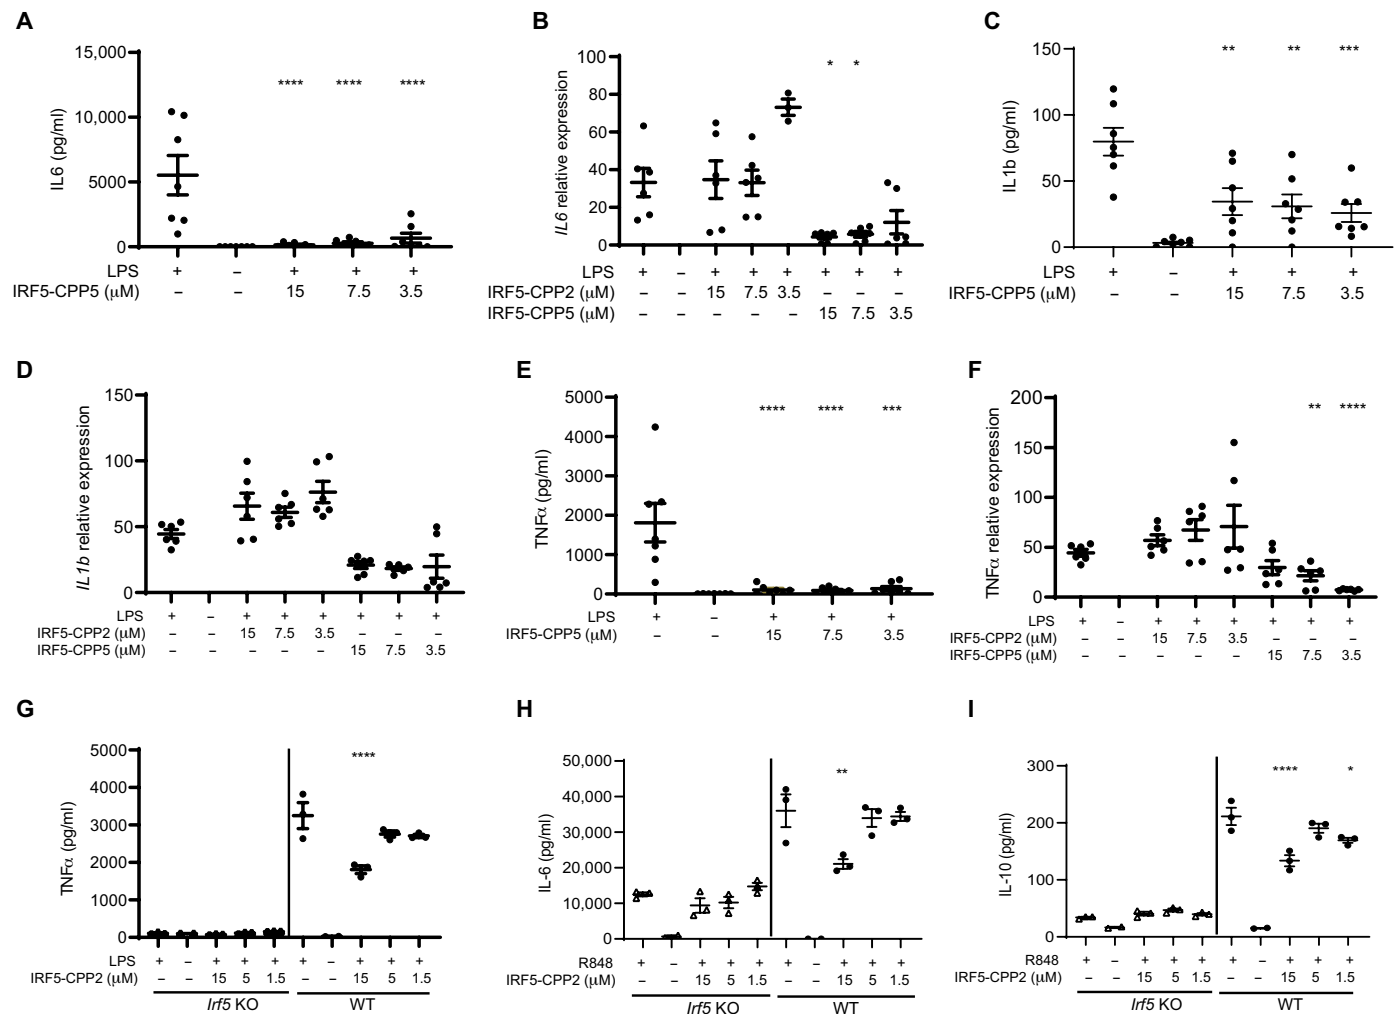 A
15,000
10,000
5000
0
IL6 (pg/ml)
****
****
****
LPS + – + + +
IRF5-CPP5 (μM) – – 15 7.5 3.5
B
100
80
60
40
20
0
IL6 relative expression
* *
LPS + – + + + + + +
IRF5-CPP2 (μM) – – 15 7.5 3.5 – – –
IRF5-CPP5 (μM) – – – – – 15 7.5 3.5
C
150
100
50
0
IL1b (pg/ml)
** ** ***
LPS + – + + +
IRF5-CPP5 (μM) – – 15 7.5 3.5
D
150
100
50
0
IL1b relative expression
LPS + – + + + + + +
IRF5-CPP2 (μM) – – 15 7.5 3.5 – – –
IRF5-CPP5 (μM) – – – – – 15 7.5 3.5
E
5000
4000
3000
2000
1000
0
TNFα (pg/ml)
**** **** ***
LPS + – + + +
IRF5-CPP5 (μM) – – 15 7.5 3.5
F
200
150
100
50
0
TNFα relative expression
** ****
LPS + – + + + + + +
IRF5-CPP2 (μM) – – 15 7.5 3.5 – – –
IRF5-CPP5 (μM) – – – – – 15 7.5 3.5
G
5000
4000
3000
2000
1000
0
TNFα (pg/ml)
****
LPS + – + + + + – + + +
IRF5-CPP2 (μM) – – 15 5 1.5 – – 15 5 1.5
Irf5 KO WT
H
50,000
40,000
30,000
20,000
10,000
0
IL-6 (pg/ml)
**
R848 + – + + + + – + + +
IRF5-CPP2 (μM) – – 15 5 1.5 – – 15 5 1.5
Irf5 KO WT
I
300
200
100
0
IL-10 (pg/ml)
**** *
R848 + – + + + + – + + +
IRF5-CPP2 (μM) – – 15 5 1.5 – – 15 5 1.5
Irf5 KO WT